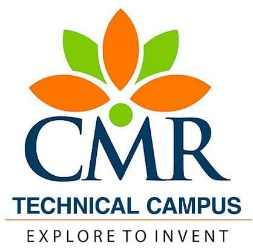 CMR
TECHNICAL CAMPUS
EXPLORE TO INVENT